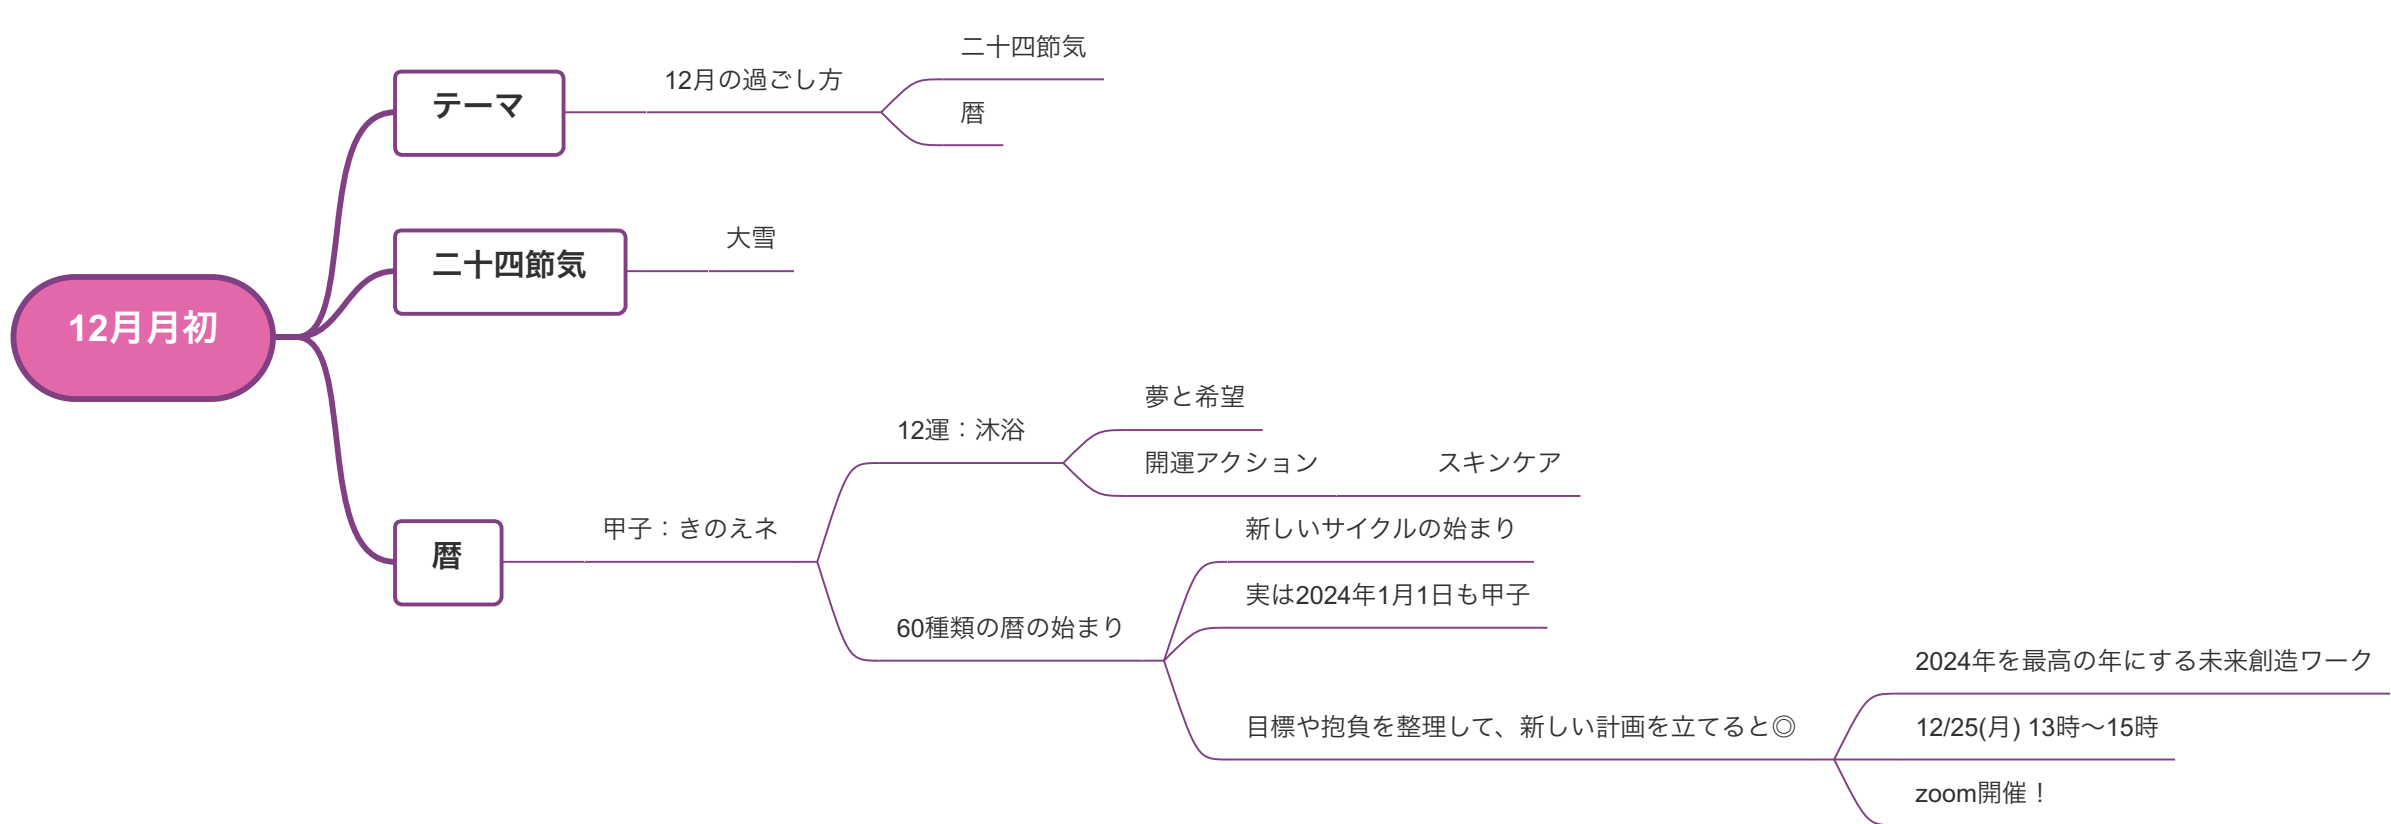 12月月初
テーマ
12月の過ごし方
二十四節気
暦
二十四節気
大雪
暦
甲子：きのえネ
12運：沐浴
夢と希望
開運アクション
スキンケア
60種類の暦の始まり
新しいサイクルの始まり
実は2024年1月1日も甲子
目標や抱負を整理して、新しい計画を立てると◎
2024年を最高の年にする未来創造ワーク
12/25(月) 13時〜15時
zoom開催！